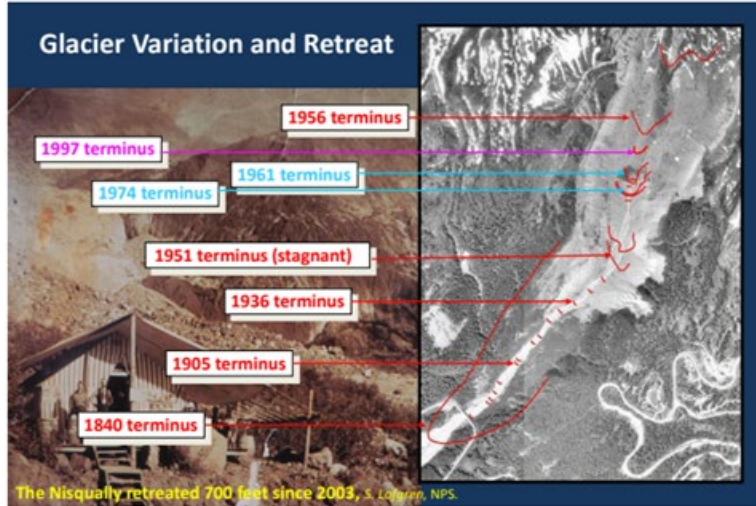 Glacier Variation and Retreat
1956 terminus
1997 terminus
1961 terminus
1974 terminus
1951 terminus (stagnant)
1936 terminus
1905 terminus
1840 terminus
The Nisqually retreated 700 feet since 2003, S. Lofgren, NPS.